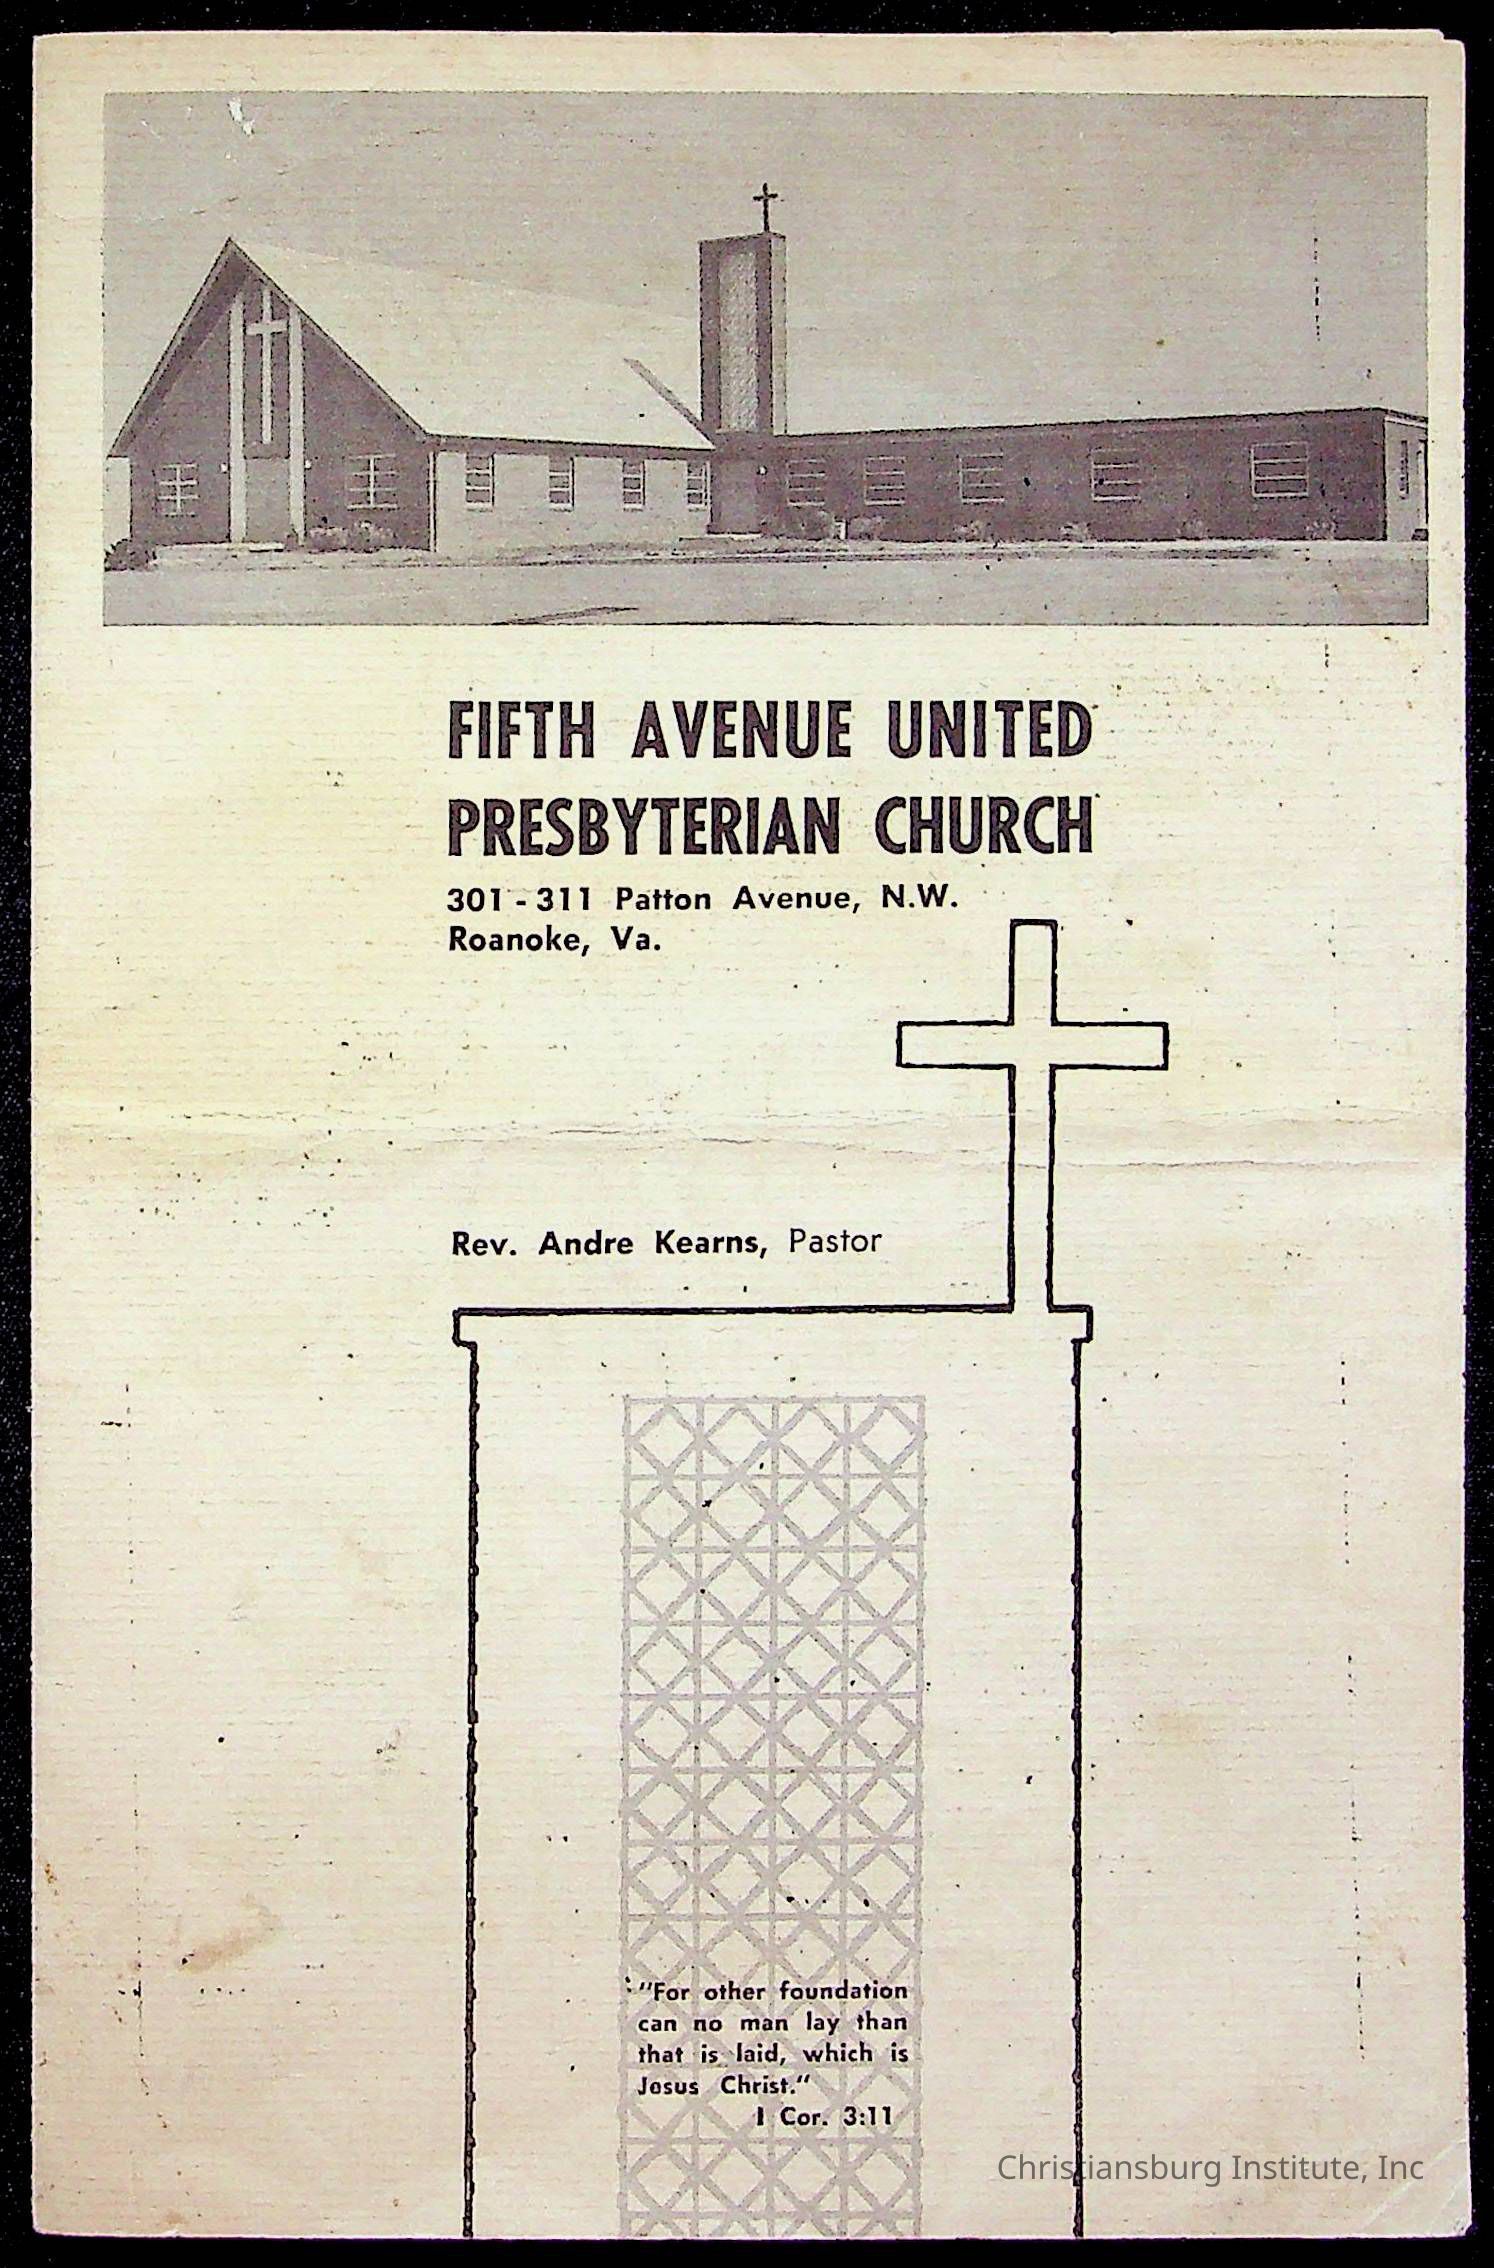 FIFTH AVENUE UNITED
PRESBYTERIAN CHURCH
301 - 311 Patton Avenue, N.W.
Roanoke, Va.
Rev. Andre Kearns, Pastor
"For other foundation
can no man lay than
that is laid, which is
Jesus Christ."
I Cor. 3:11
Christiansburg Institute, Inc